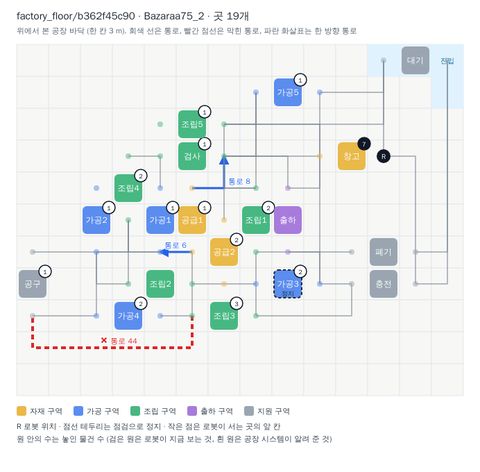 factory_floor/b362f45c90 · Bazaraa75_2 · 곳 19개
위에서 본 공장 바닥 (한 칸 3 m). 회색 선은 통로, 빨간 점선은 막힌 통로, 파란 화살표는 한 방향 통로
대기
진입
가공5 1
조립5 1
검사 1
창고 7
R
조립4 2
통로 8
가공2 1
가공1 1
공급1 1
조립1 2
출하
통로 6
공급2 2
폐기
공구 1
조립2
가공3 2
정지
충전
가공4 2
조립3 3
✖ 통로 44
자재 구역
가공 구역
조립 구역
출하 구역
지원 구역
R 로봇 위치 · 점선 테두리는 점검으로 정지 · 작은 점은 로봇이 서는 곳의 앞 칸
원 안의 수는 놓인 물건 수 (검은 원은 로봇이 지금 보는 것, 흰 원은 공장 시스템이 알려 준 것)